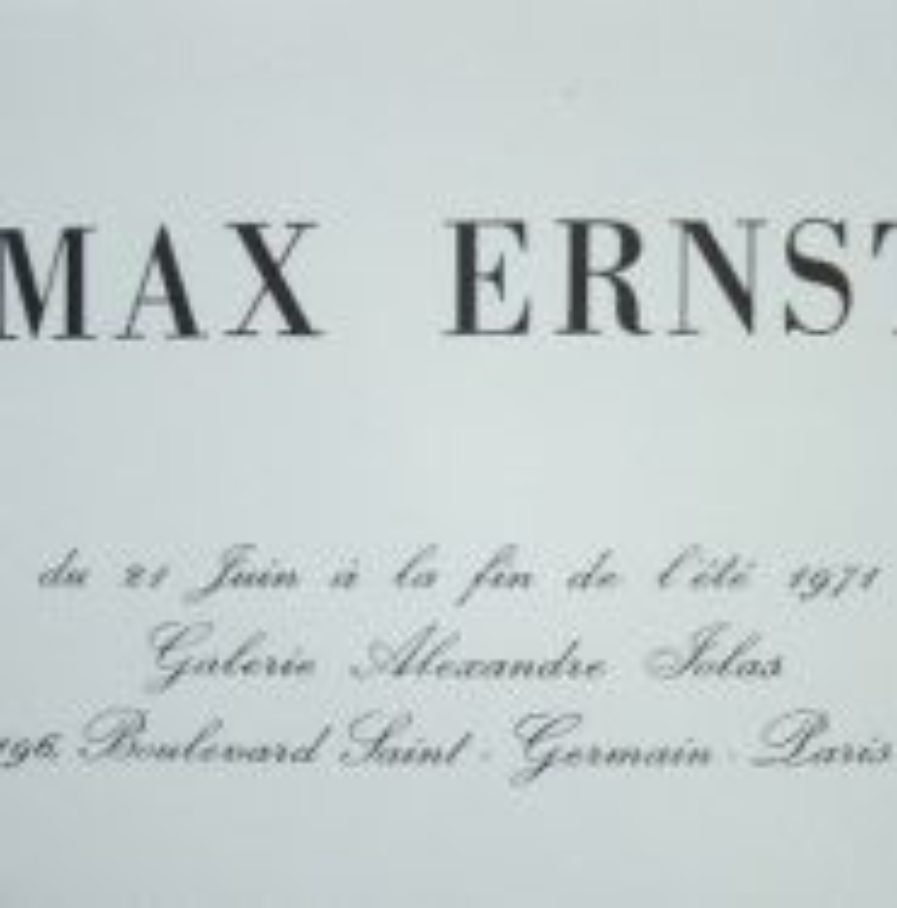 MAX ERNST
du 21 Juin à la fin de l'été 1971
Galerie Alexandre Iolas
196, Boulevard Saint-Germain-Paris